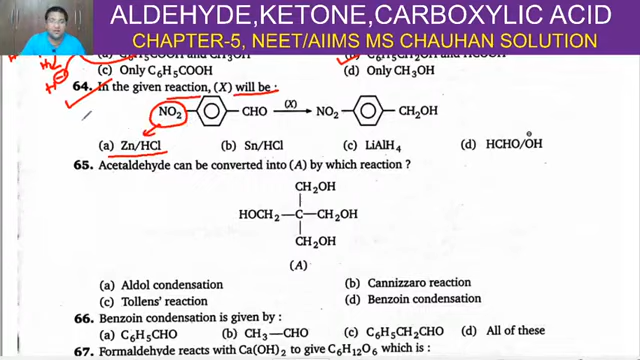 ALDEHYDE,KETONE,CARBOXYLIC ACID
CHAPTER-5, NEET/AIIMS MS CHAUHAN SOLUTION
(c) Only C6H5COOH (d) Only CH3OH
64. In the given reaction, (X) will be :
NO2 CHO (X) NO2 CH2OH
(a) Zn/HCl (b) Sn/HCl (c) LiAlH4 (d) HCHO/O⊖H
65. Acetaldehyde can be converted into (A) by which reaction ?
CH2OH
HOCH2—C—CH2OH
CH2OH
(A)
(a) Aldol condensation (b) Cannizzaro reaction
(c) Tollens' reaction (d) Benzoin condensation
66. Benzoin condensation is given by :
(a) C6H5CHO (b) CH3—CHO (c) C6H5CH2CHO (d) All of these
67. Formaldehyde reacts with Ca(OH)2 to give C6H12O6 which is :